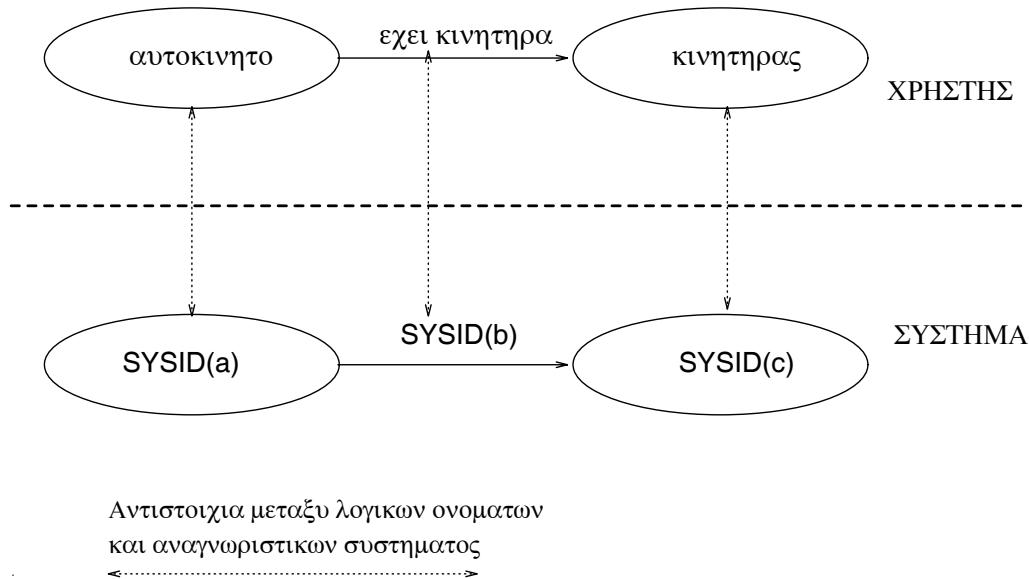 εχει κινητηρα
αυτοκινητο
κινητηρας
ΧΡΗΣΤΗΣ
SYSID(b)
ΣΥΣΤΗΜΑ
SYSID(a)
SYSID(c)
Αντιστοιχια μεταξυ λογικων ονοματων
και αναγνωριστικων συστηματος